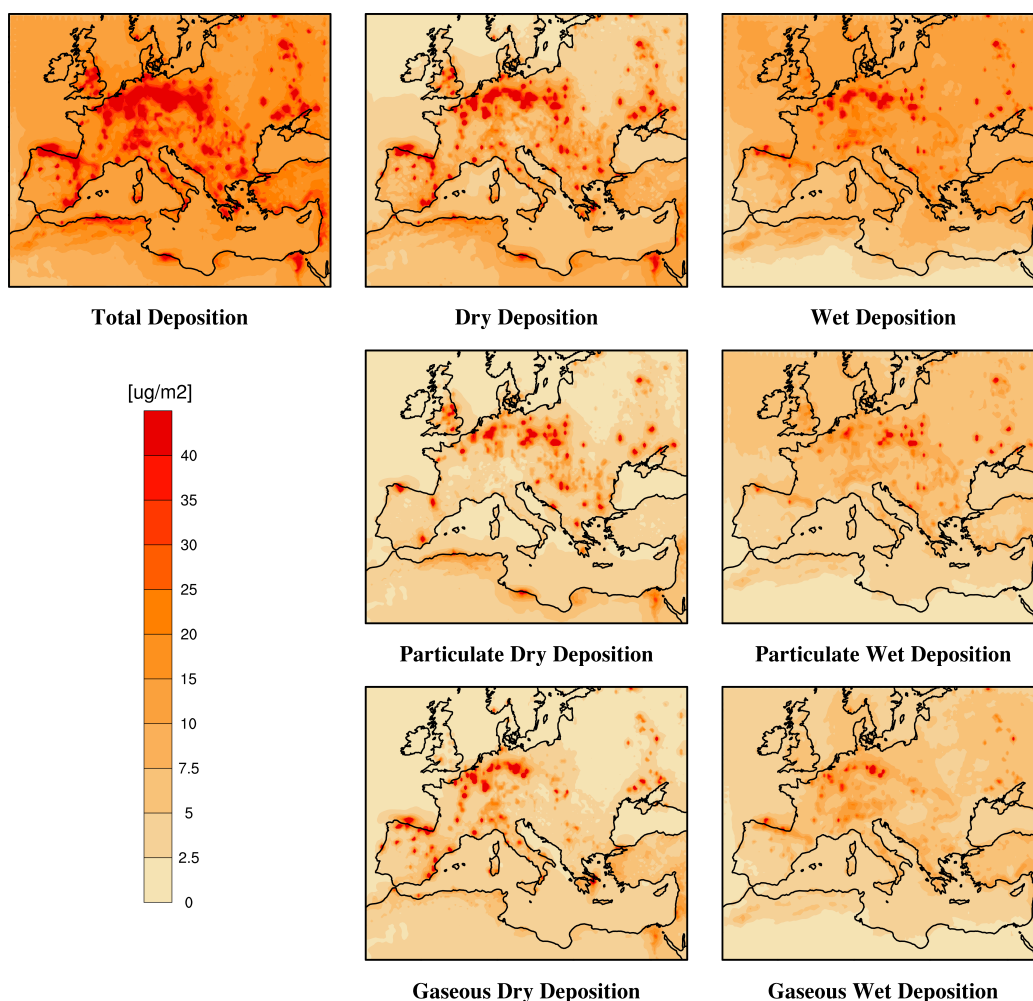 Total Deposition
Dry Deposition
Wet Deposition
[ug/m2]
40
35
30
25
20
15
10
7.5
5
2.5
0
Particulate Dry Deposition
Particulate Wet Deposition
Gaseous Dry Deposition
Gaseous Wet Deposition